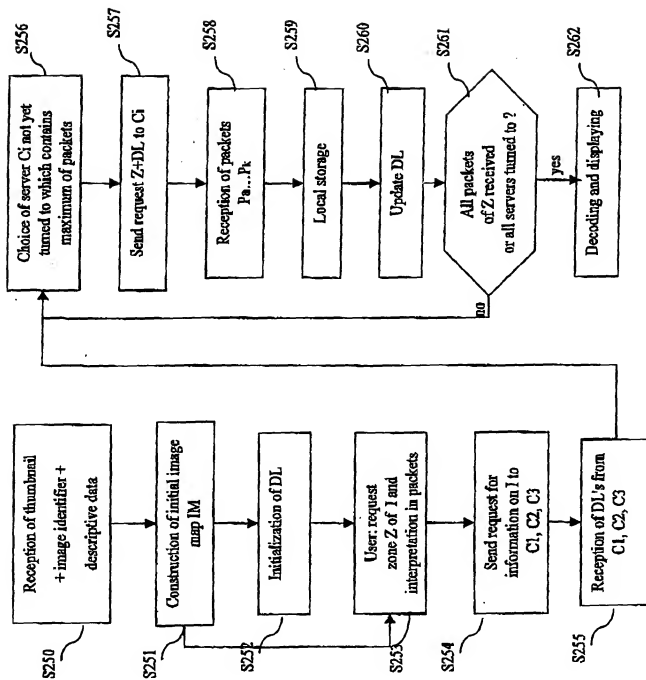 S250
Reception of thumbnail
+ image identifier +
descriptive data
S251
Construction of initial image
map IM
S252
Initialization of DL
S253
User: request
zone Z of I and
interpretation in packets
S254
Send request for
information on I to
C1, C2, C3
S255
Reception of DL's from
C1, C2, C3
S256
Choice of server Ci not yet
turned to which contains
maximum of packets
S257
Send request Z+DL to Ci
S258
Reception of packets
Pa...Pk
S259
Local storage
S260
Update DL
S261
All packets
of Z received
or all servers turned to ?
no
yes
S262
Decoding and displaying